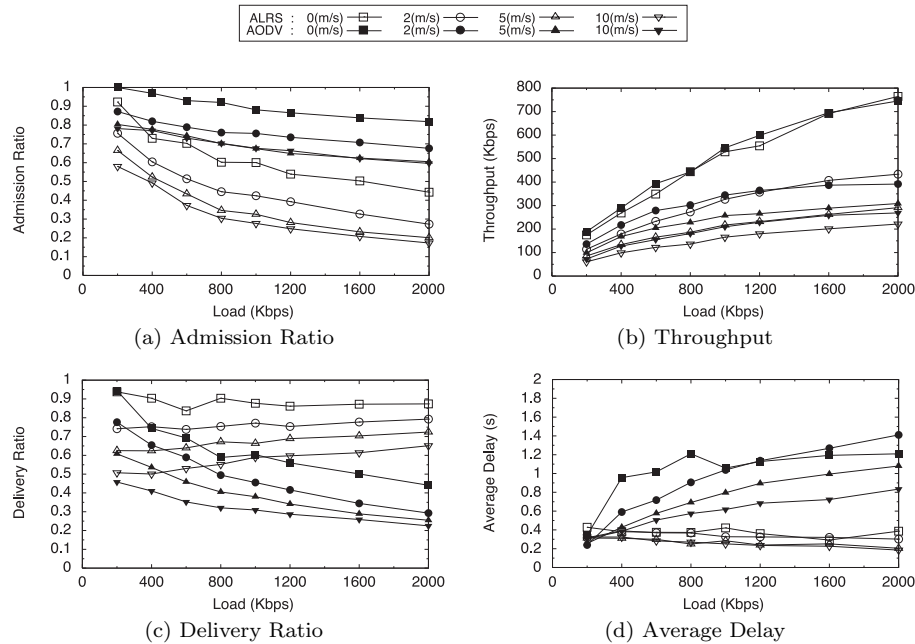 ALRS : 0(m/s) 2(m/s) 5(m/s) 10(m/s)
AODV : 0(m/s) 2(m/s) 5(m/s) 10(m/s)
1
0.9
0.8
0.7
0.6
0.5
0.4
0.3
0.2
0.1
0
Admission Ratio
0 400 800 1200 1600 2000
Load (Kbps)
(a) Admission Ratio
800
700
600
500
400
300
200
100
0
Throughput (Kbps)
0 400 800 1200 1600 2000
Load (Kbps)
(b) Throughput
1
0.9
0.8
0.7
0.6
0.5
0.4
0.3
0.2
0.1
0
Delivery Ratio
0 400 800 1200 1600 2000
Load (Kbps)
(c) Delivery Ratio
2
1.8
1.6
1.4
1.2
1
0.8
0.6
0.4
0.2
0
Average Delay (s)
0 400 800 1200 1600 2000
Load (Kbps)
(d) Average Delay